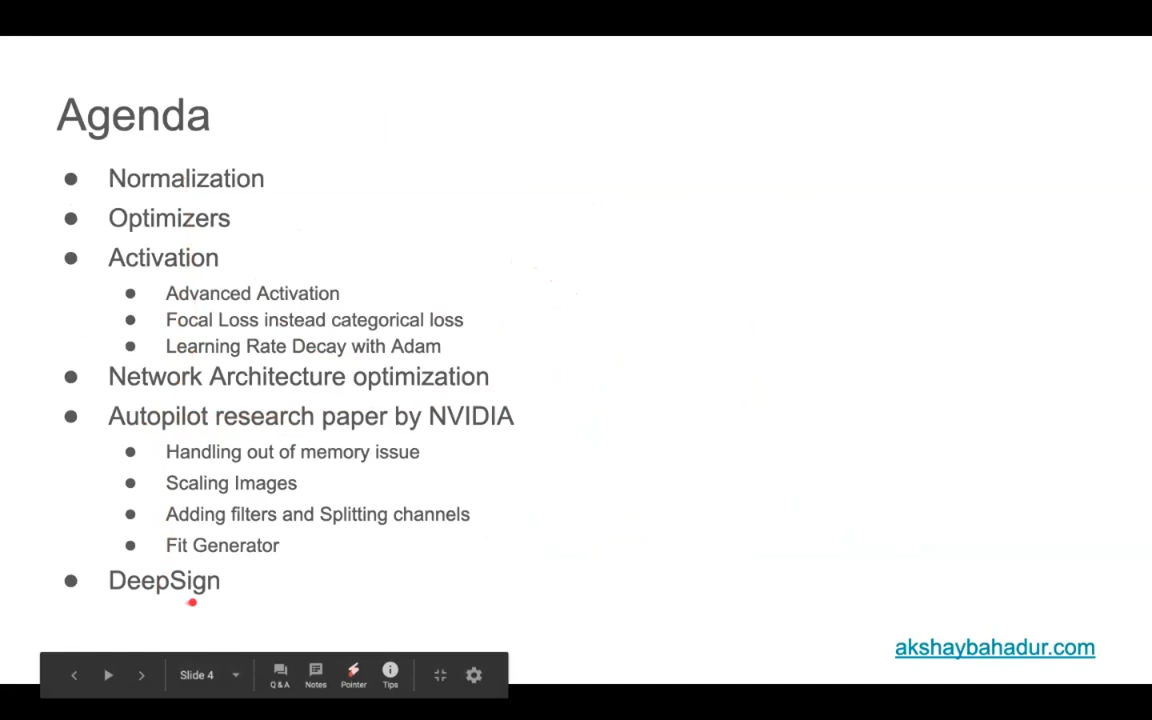 Agenda
● Normalization
● Optimizers
● Activation
● Advanced Activation
● Focal Loss instead categorical loss
● Learning Rate Decay with Adam
● Network Architecture optimization
● Autopilot research paper by NVIDIA
● Handling out of memory issue
● Scaling Images
● Adding filters and Splitting channels
● Fit Generator
● DeepSign
akshaybahadur.com
Slide 4
Q & A Notes Pointer Tips